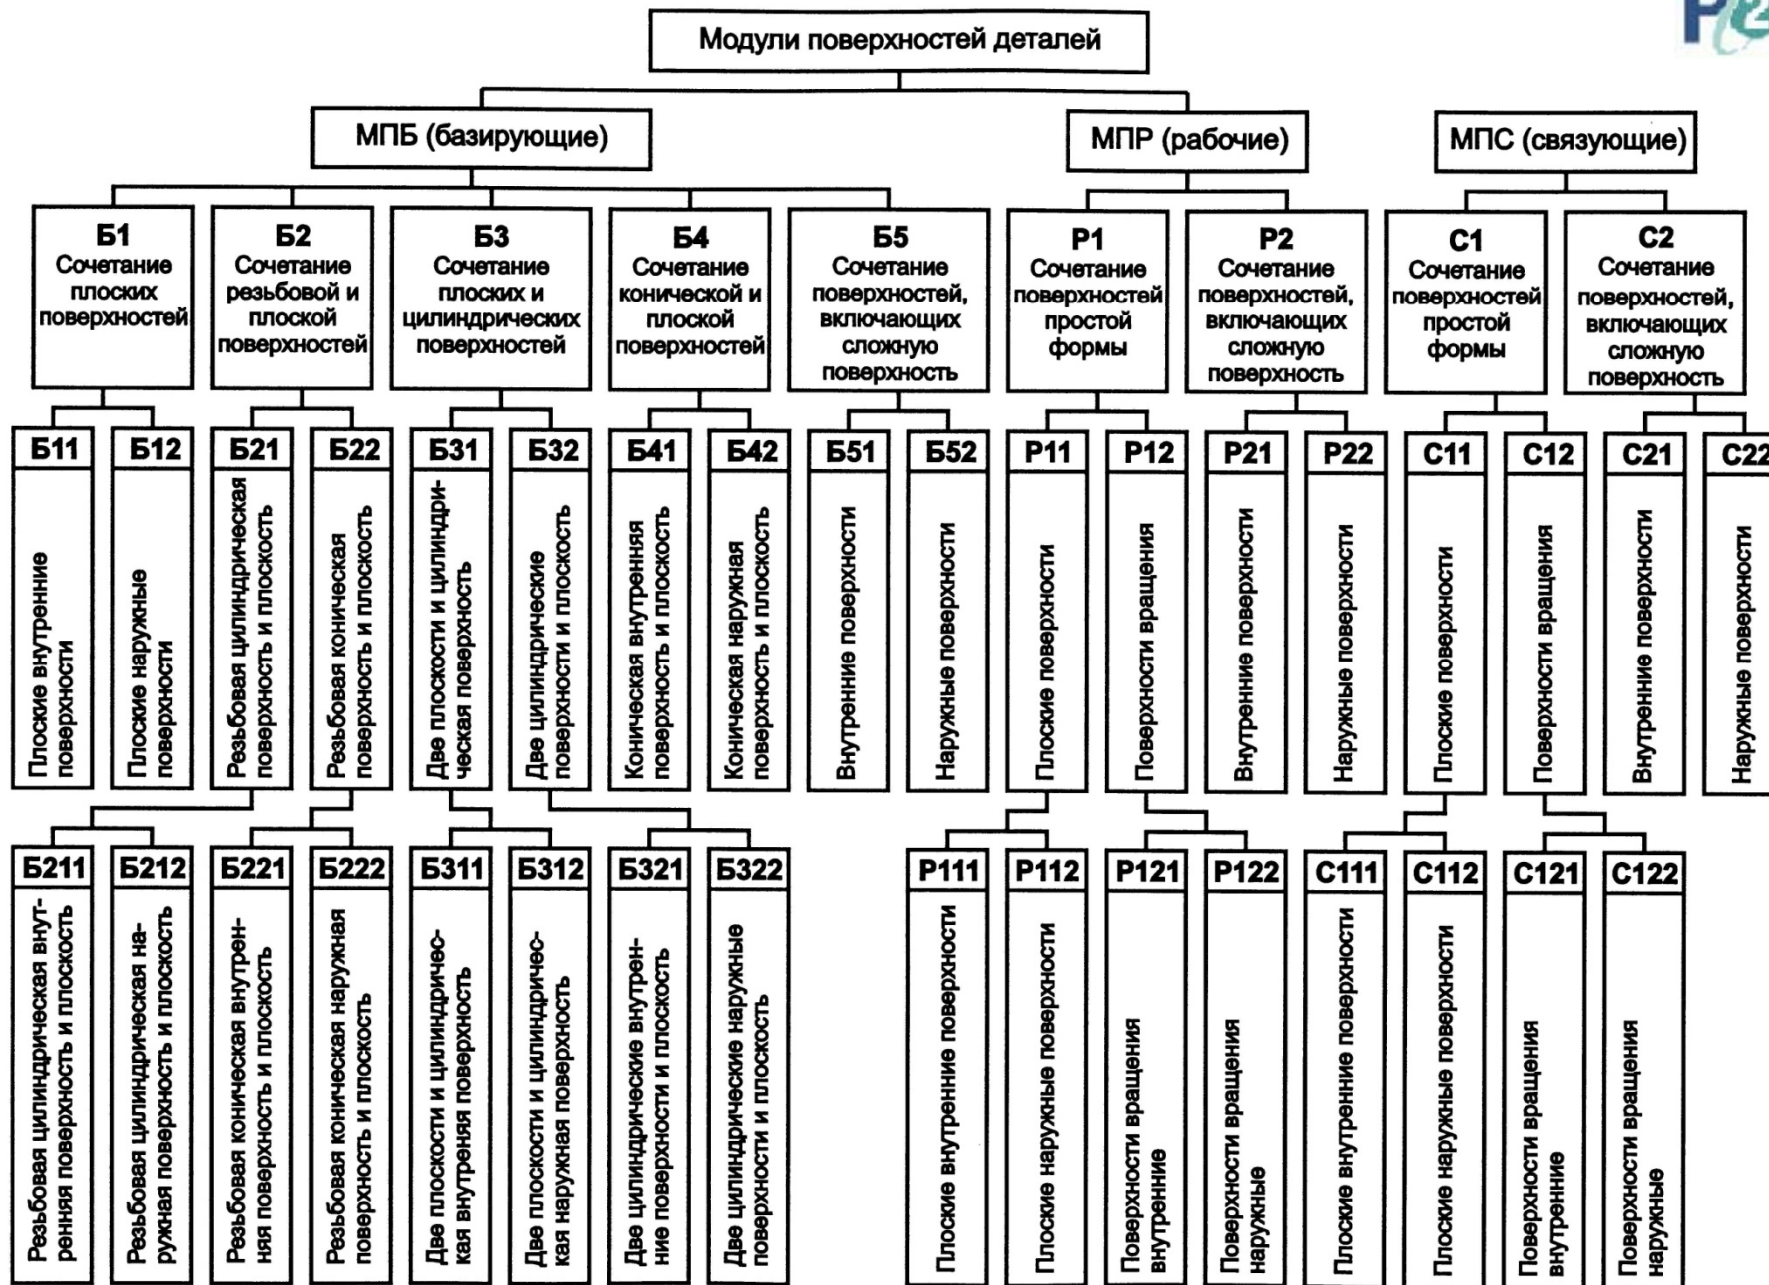 Р2
Модули поверхностей деталей
МПБ (базирующие)
МПР (рабочие)
МПС (связующие)
Б1
Сочетание
плоских
поверхностей
Б2
Сочетание
резьбовой и
плоской
поверхностей
Б3
Сочетание
плоских и
цилиндрических
поверхностей
Б4
Сочетание
конической и
плоской
поверхностей
Б5
Сочетание
поверхностей,
включающих
сложную
поверхность
Р1
Сочетание
поверхностей
простой
формы
Р2
Сочетание
поверхностей,
включающих
сложную
поверхность
С1
Сочетание
поверхностей
простой
формы
С2
Сочетание
поверхностей,
включающих
сложную
поверхность
Б11
Плоские внутренние
поверхности
Б12
Плоские наружные
поверхности
Б21
Резьбовая цилиндрическая
поверхность и плоскость
Б22
Резьбовая коническая
поверхность и плоскость
Б31
Две плоскости и цилиндри-
ческая поверхность
Б32
Две цилиндрические
поверхности и плоскость
Б41
Коническая внутренняя
поверхность и плоскость
Б42
Коническая наружная
поверхность и плоскость
Б51
Внутренние поверхности
Б52
Наружные поверхности
Р11
Плоские поверхности
Р12
Поверхности вращения
Р21
Внутренние поверхности
Р22
Наружные поверхности
С11
Плоские поверхности
С12
Поверхности вращения
С21
Внутренние поверхности
С22
Наружные поверхности
Б211
Резьбовая цилиндрическая внут-
ренняя поверхность и плоскость
Б212
Резьбовая цилиндрическая на-
ружная поверхность и плоскость
Б221
Резьбовая коническая внутрен-
няя поверхность и плоскость
Б222
Резьбовая коническая наружная
поверхность и плоскость
Б311
Две плоскости и цилиндричес-
кая внутреняя поверхность
Б312
Две плоскости и цилиндричес-
кая наружная поверхность
Б321
Две цилиндрические внутрен-
ние поверхности и плоскость
Б322
Две цилиндрические наружные
поверхности и плоскость
Р111
Плоские внутренние поверхности
Р112
Плоские наружные поверхности
Р121
Поверхности вращения
внутренние
Р122
Поверхности вращения
наружные
С111
Плоские внутренние поверхности
С112
Плоские наружные поверхности
С121
Поверхности вращения
внутренние
С122
Поверхности вращения
наружные